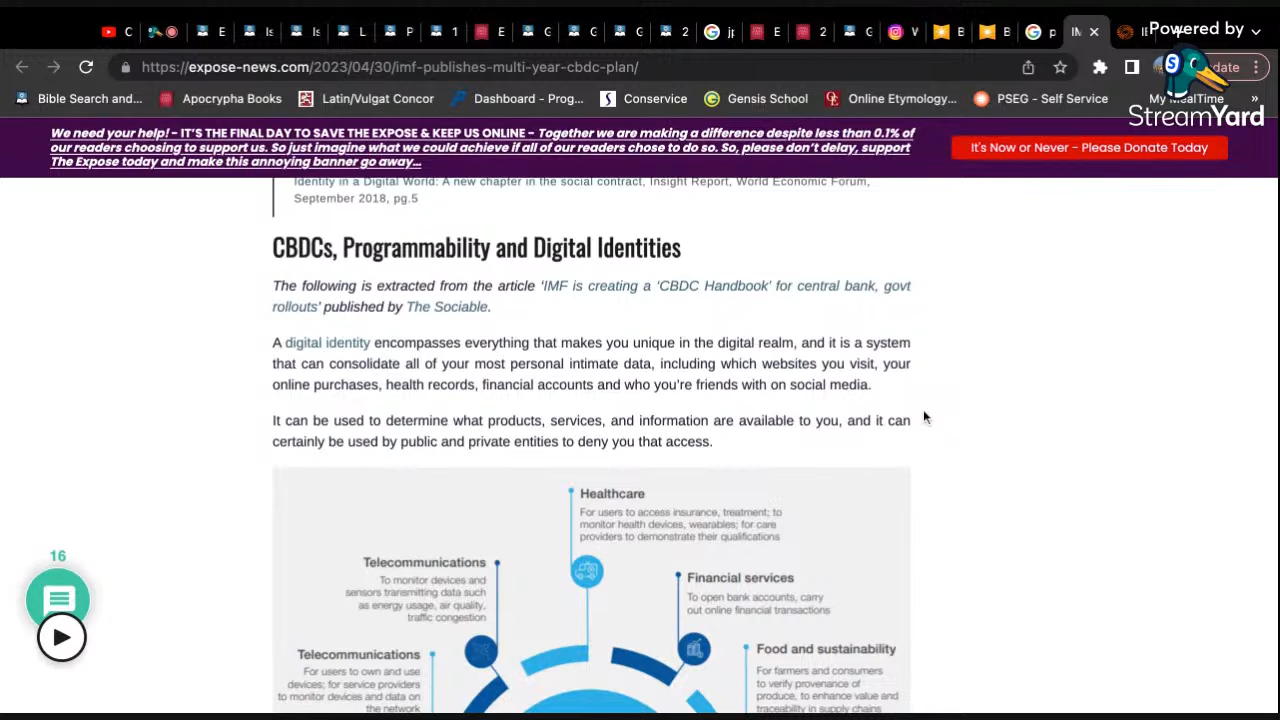 C
E
Is
Is
L
P
1
E
C
G
G
2
jp
E
2
G
V
B
B
p
IM
Powered by
https://expose-news.com/2023/04/30/imf-publishes-multi-year-cbdc-plan/
date
Bible Search and...
Apocrypha Books
Latin/Vulgat Concor
Dashboard - Prog...
Conservice
Gensis School
Online Etymology...
PSEG - Self Service
My MealTime
»
StreamYard
We need your help! - IT'S THE FINAL DAY TO SAVE THE EXPOSE & KEEP US ONLINE - Together we are making a difference despite less than 0.1% of
our readers choosing to support us. So just imagine what we could achieve if all of our readers chose to do so. So, please don't delay, support
The Expose today and make this annoying banner go away...
It's Now or Never - Please Donate Today
Identity in a Digital World: A new chapter in the social contract, Insight Report, World Economic Forum,
September 2018, pg.5
CBDCs, Programmability and Digital Identities
The following is extracted from the article 'IMF is creating a 'CBDC Handbook' for central bank, govt
rollouts' published by The Sociable.
A digital identity encompasses everything that makes you unique in the digital realm, and it is a system
that can consolidate all of your most personal intimate data, including which websites you visit, your
online purchases, health records, financial accounts and who you're friends with on social media.
It can be used to determine what products, services, and information are available to you, and it can
certainly be used by public and private entities to deny you that access.
Healthcare
For users to access insurance, treatment; to
monitor health devices, wearables; for care
providers to demonstrate their qualifications
Telecommunications
To monitor devices and
sensors transmitting data such
as energy usage, air quality,
traffic congestion
Financial services
To open bank accounts, carry
out online financial transactions
Telecommunications
For users to own and use
devices; for service providers
to monitor devices and data on
the network
Food and sustainability
For farmers and consumers
to verify provenance of
produce, to enhance value and
traceability in supply chains
16